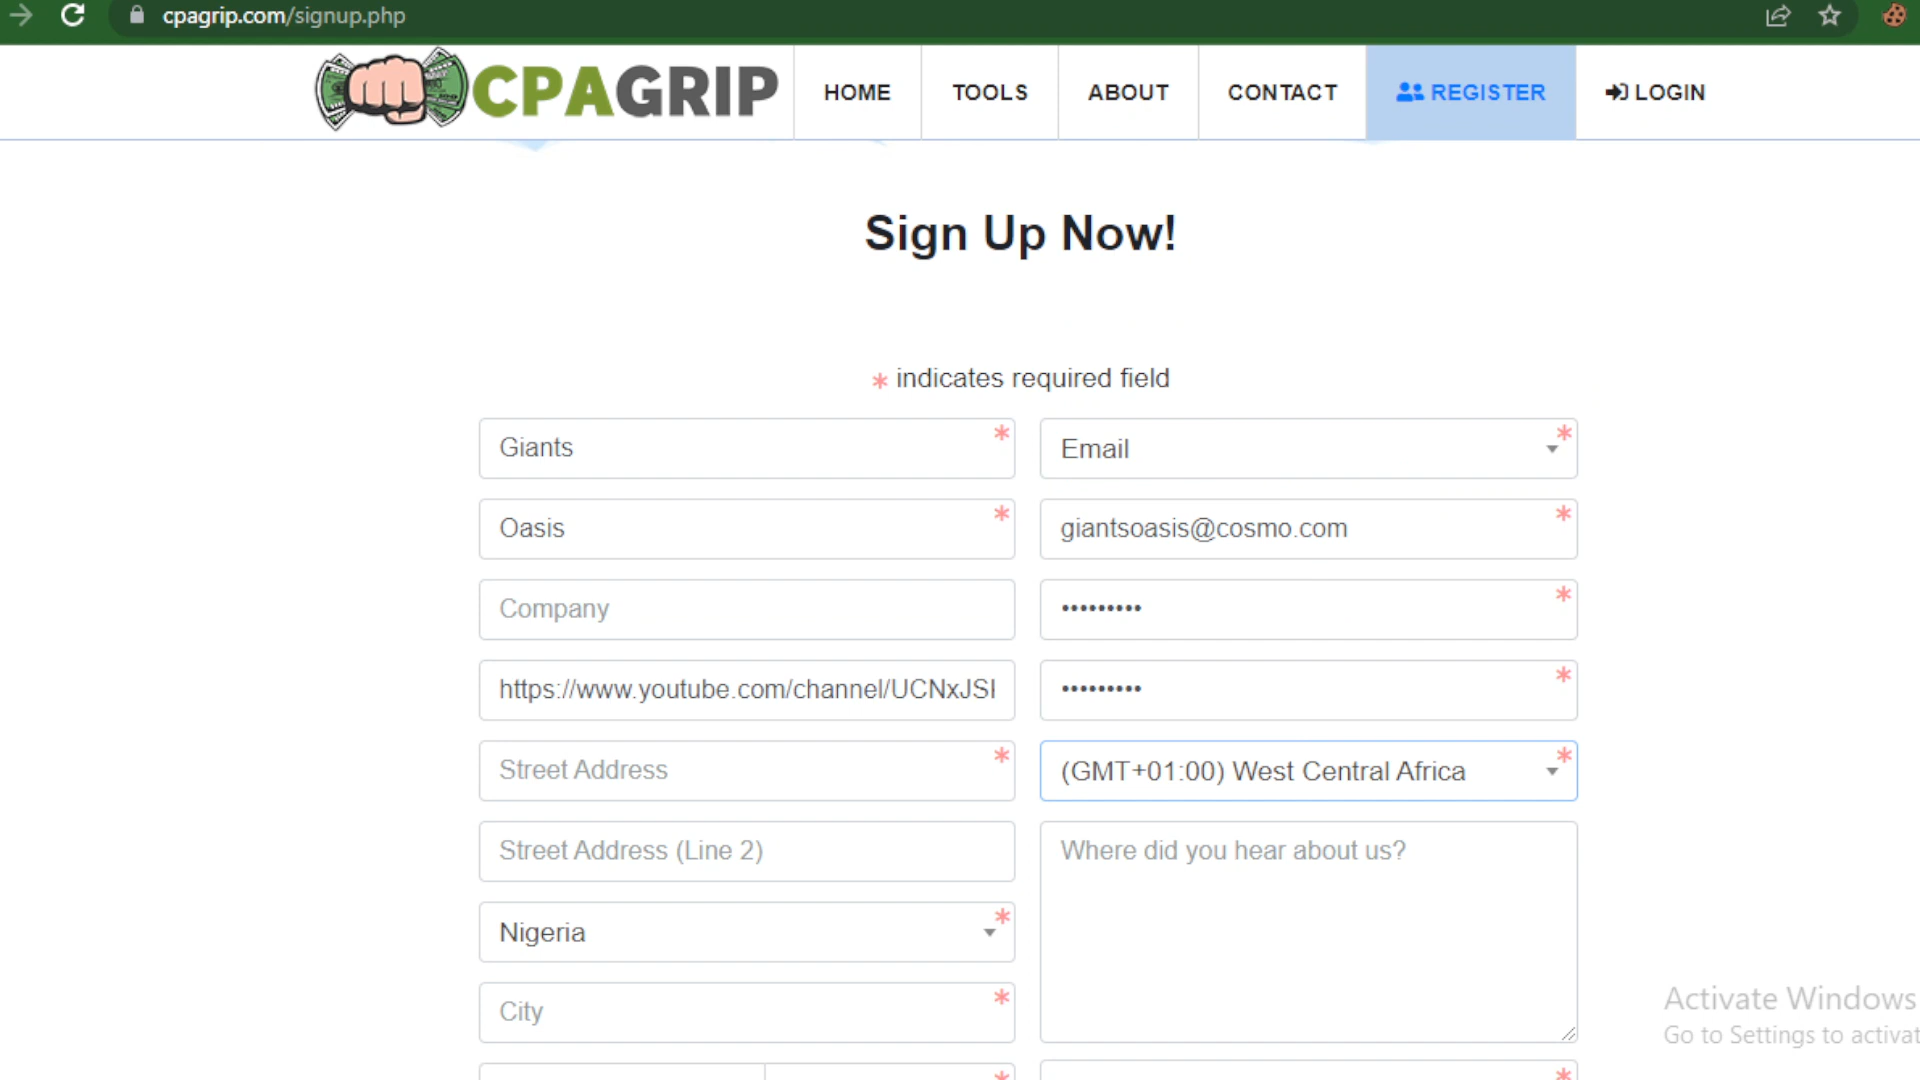 cpagrip.com/signup.php
CPAGRIP
HOME
TOOLS
ABOUT
CONTACT
REGISTER
LOGIN
Sign Up Now!
* indicates required field
Giants *
Email *
Oasis *
giantsoasis@cosmo.com *
Company
••••••••• *
https://www.youtube.com/channel/UCNxJSI
••••••••• *
Street Address *
(GMT+01:00) West Central Africa *
Street Address (Line 2)
Where did you hear about us?
Nigeria *
City *
Activate Windows
Go to Settings to activat